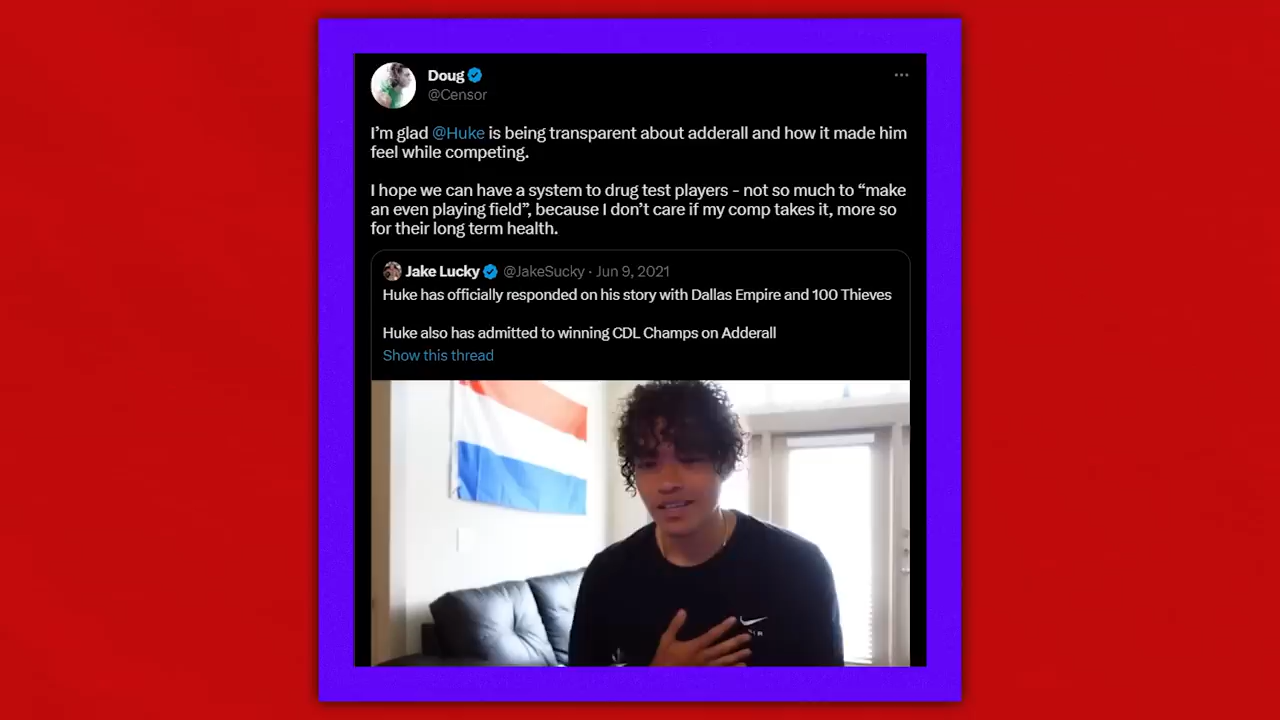 Doug
@Censor
I'm glad @Huke is being transparent about adderall and how it made him
feel while competing.
I hope we can have a system to drug test players - not so much to “make
an even playing field”, because I don't care if my comp takes it, more so
for their long term health.
Jake Lucky @JakeSucky · Jun 9, 2021
Huke has officially responded on his story with Dallas Empire and 100 Thieves
Huke also has admitted to winning CDL Champs on Adderall
Show this thread